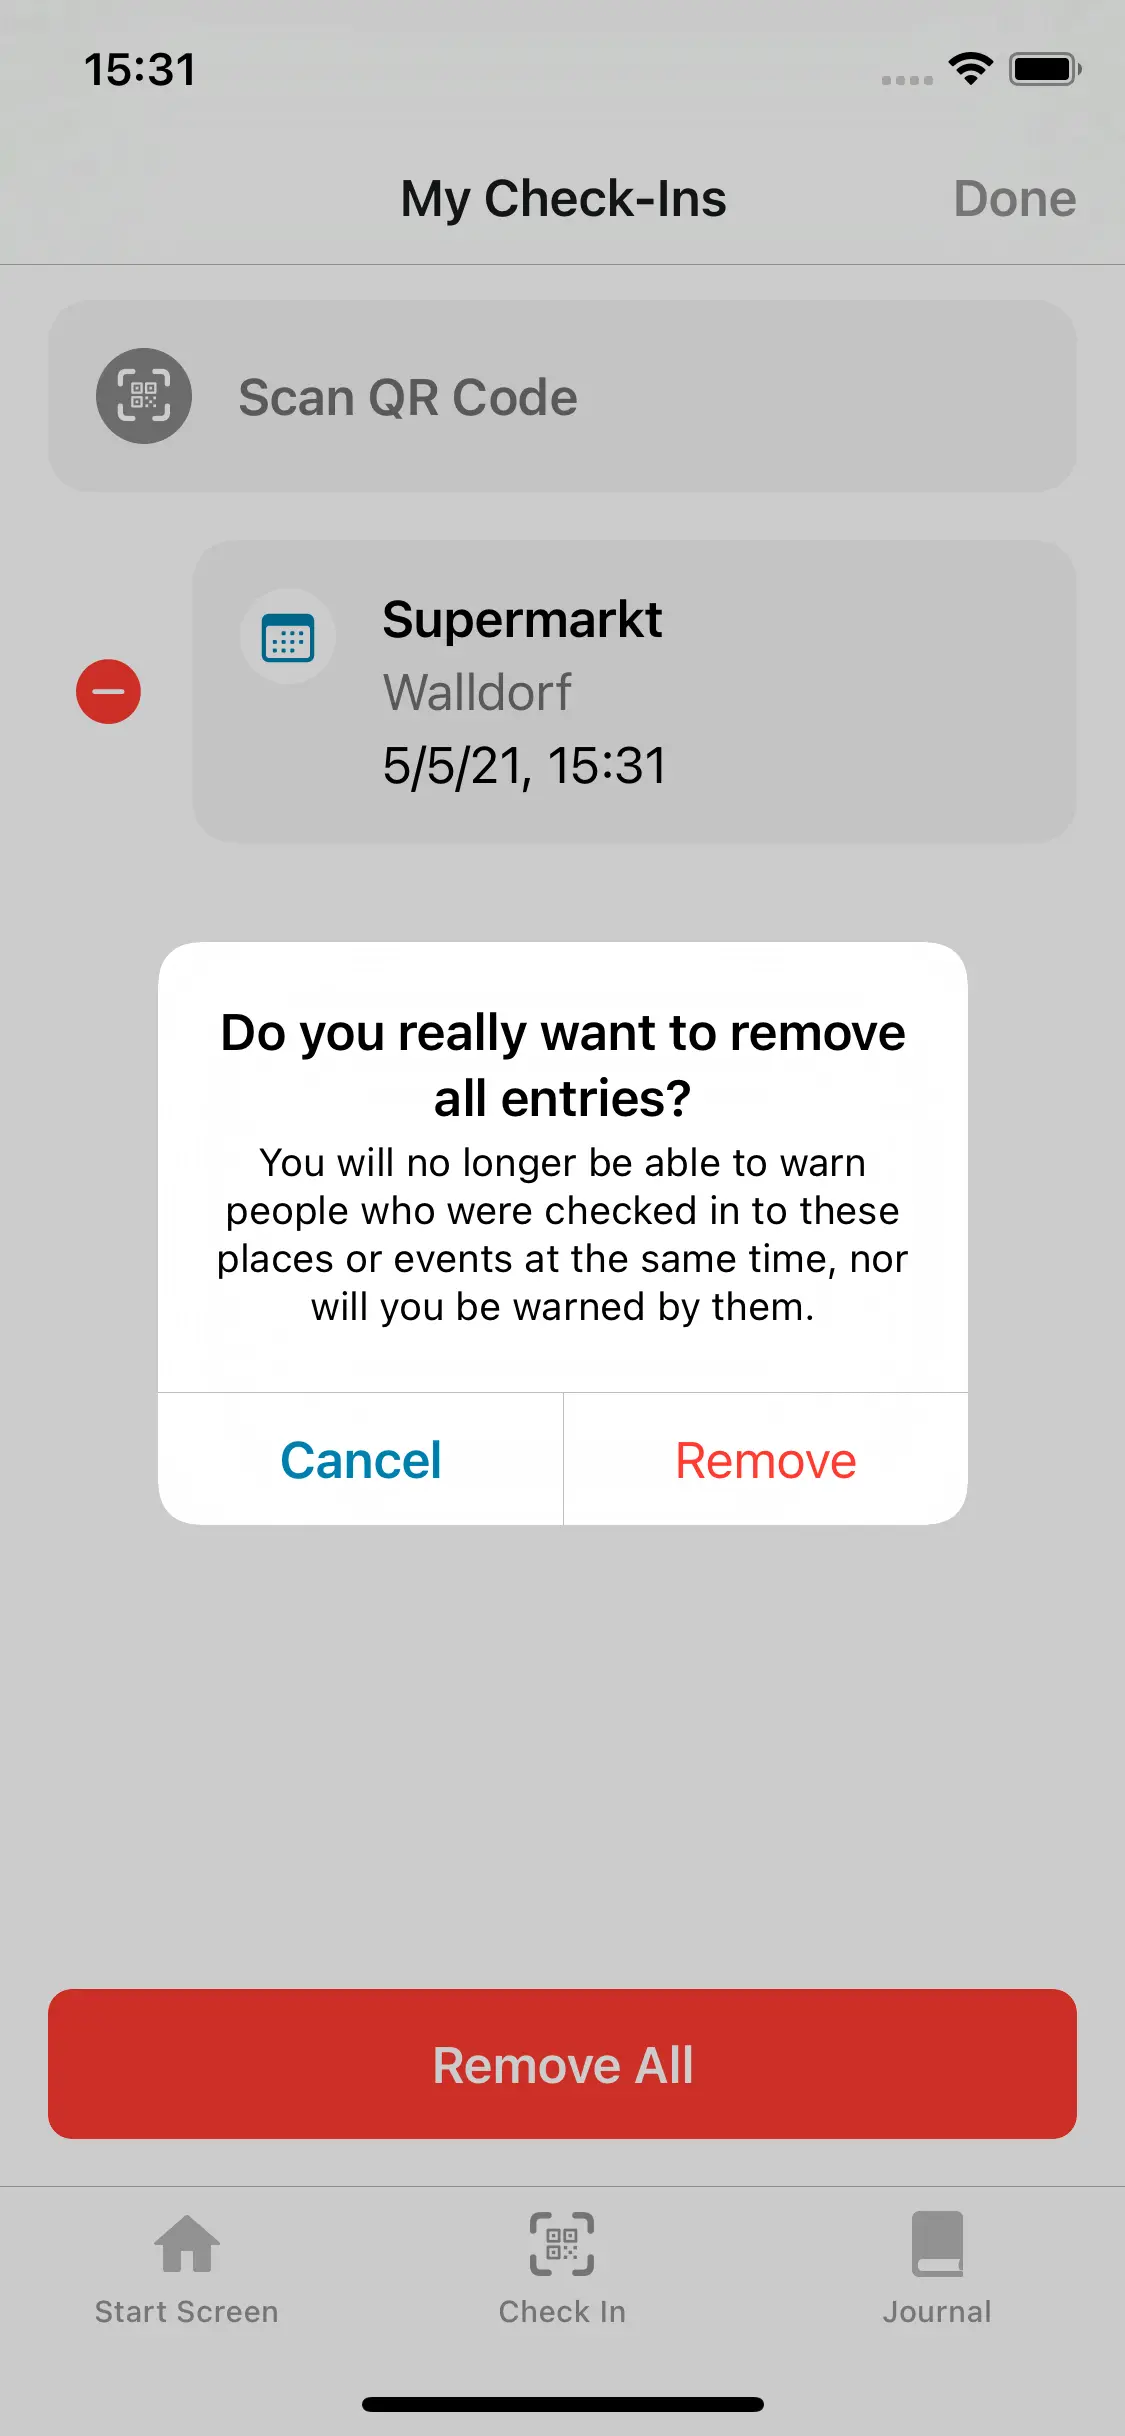 15:31
My Check-Ins
Done
Scan QR Code
Supermarkt
Walldorf
5/5/21, 15:31
Do you really want to remove
all entries?
You will no longer be able to warn
people who were checked in to these
places or events at the same time, nor
will you be warned by them.
Cancel
Remove
Remove All
Start Screen
Check In
Journal